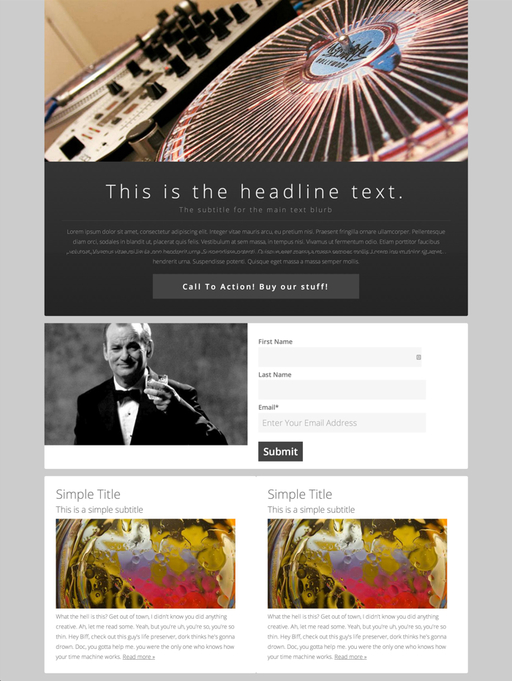 HOLLYWOOD
This is the headline text.
The subtitle for the main text blurb
Lorem ipsum dolor sit amet, consectetur adipiscing elit. Integer vitae mauris arcu, eu pretium nisi. Praesent fringilla ornare ullamcorper. Pellentesque
diam orci, sodales in blandit ut, placerat quis felis. Vestibulum at sem massa, in tempus nisi. Vivamus ut fermentum odio. Etiam porttitor faucibus
hendrerit urna. Suspendisse potenti. Quisque eget massa a massa semper mollis.
Call To Action! Buy our stuff!
First Name
Last Name
Email*
Enter Your Email Address
Submit
Simple Title
This is a simple subtitle
What the hell is this? Get out of town, I didn't know you did anything
creative. Ah, let me read some. Yeah, but you're uh, you're so, you're so
thin. Hey Biff, check out this guy's life preserver, dork thinks he's gonna
drown. Doc, you gotta help me. you were the only one who knows how
your time machine works. Read more »
Simple Title
This is a simple subtitle
What the hell is this? Get out of town, I didn't know you did anything
creative. Ah, let me read some. Yeah, but you're uh, you're so, you're so
thin. Hey Biff, check out this guy's life preserver, dork thinks he's gonna
drown. Doc, you gotta help me. you were the only one who knows how
your time machine works. Read more »